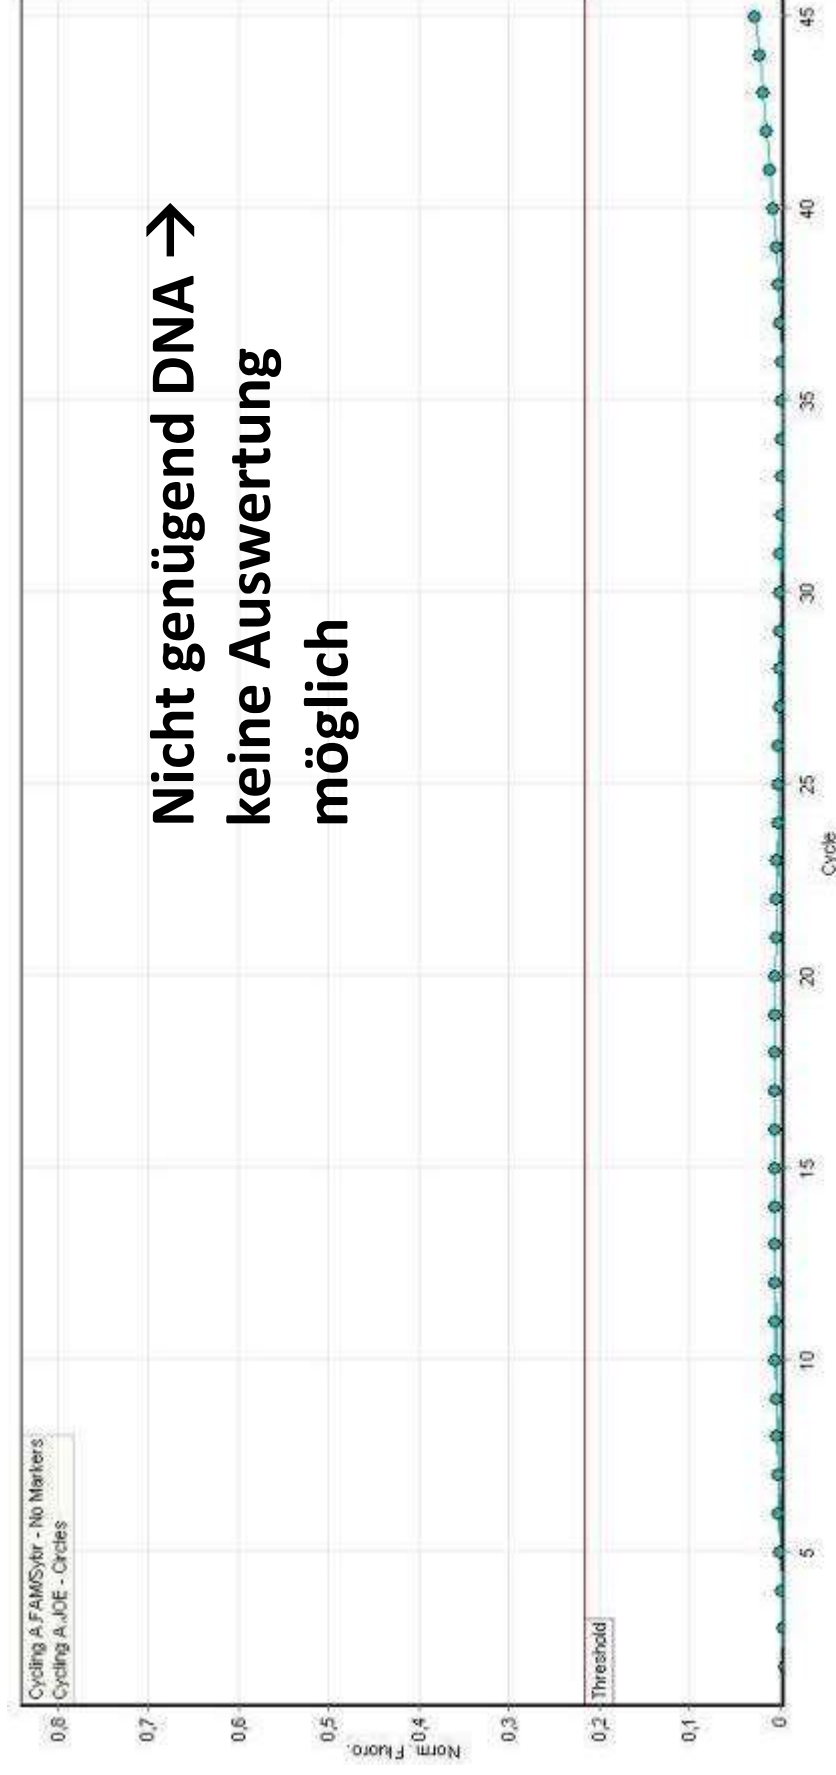 Cycling A.FAM/Sybr - No Markers
Cycling A.JOE - Circles
Nicht genügend DNA →
keine Auswertung
möglich
Norm. Fluoro.
0,8
0,7
0,6
0,5
0,4
0,3
0,2
0,1
0
Threshold
5
10
15
20
25
30
35
40
45
Cycle